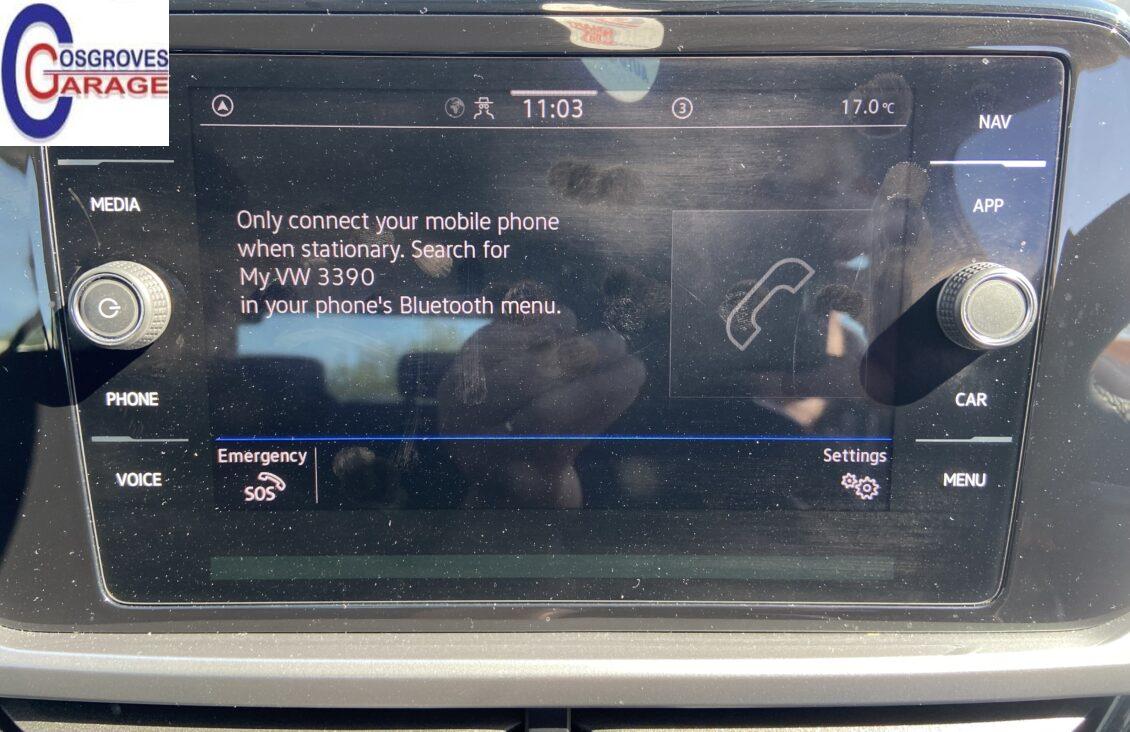 COSGROVES
GARAGE
11:03
3
17.0°C
NAV
MEDIA
APP
Only connect your mobile phone
when stationary. Search for
My VW 3390
in your phone's Bluetooth menu.
PHONE
CAR
Emergency
SOS
Settings
VOICE
MENU